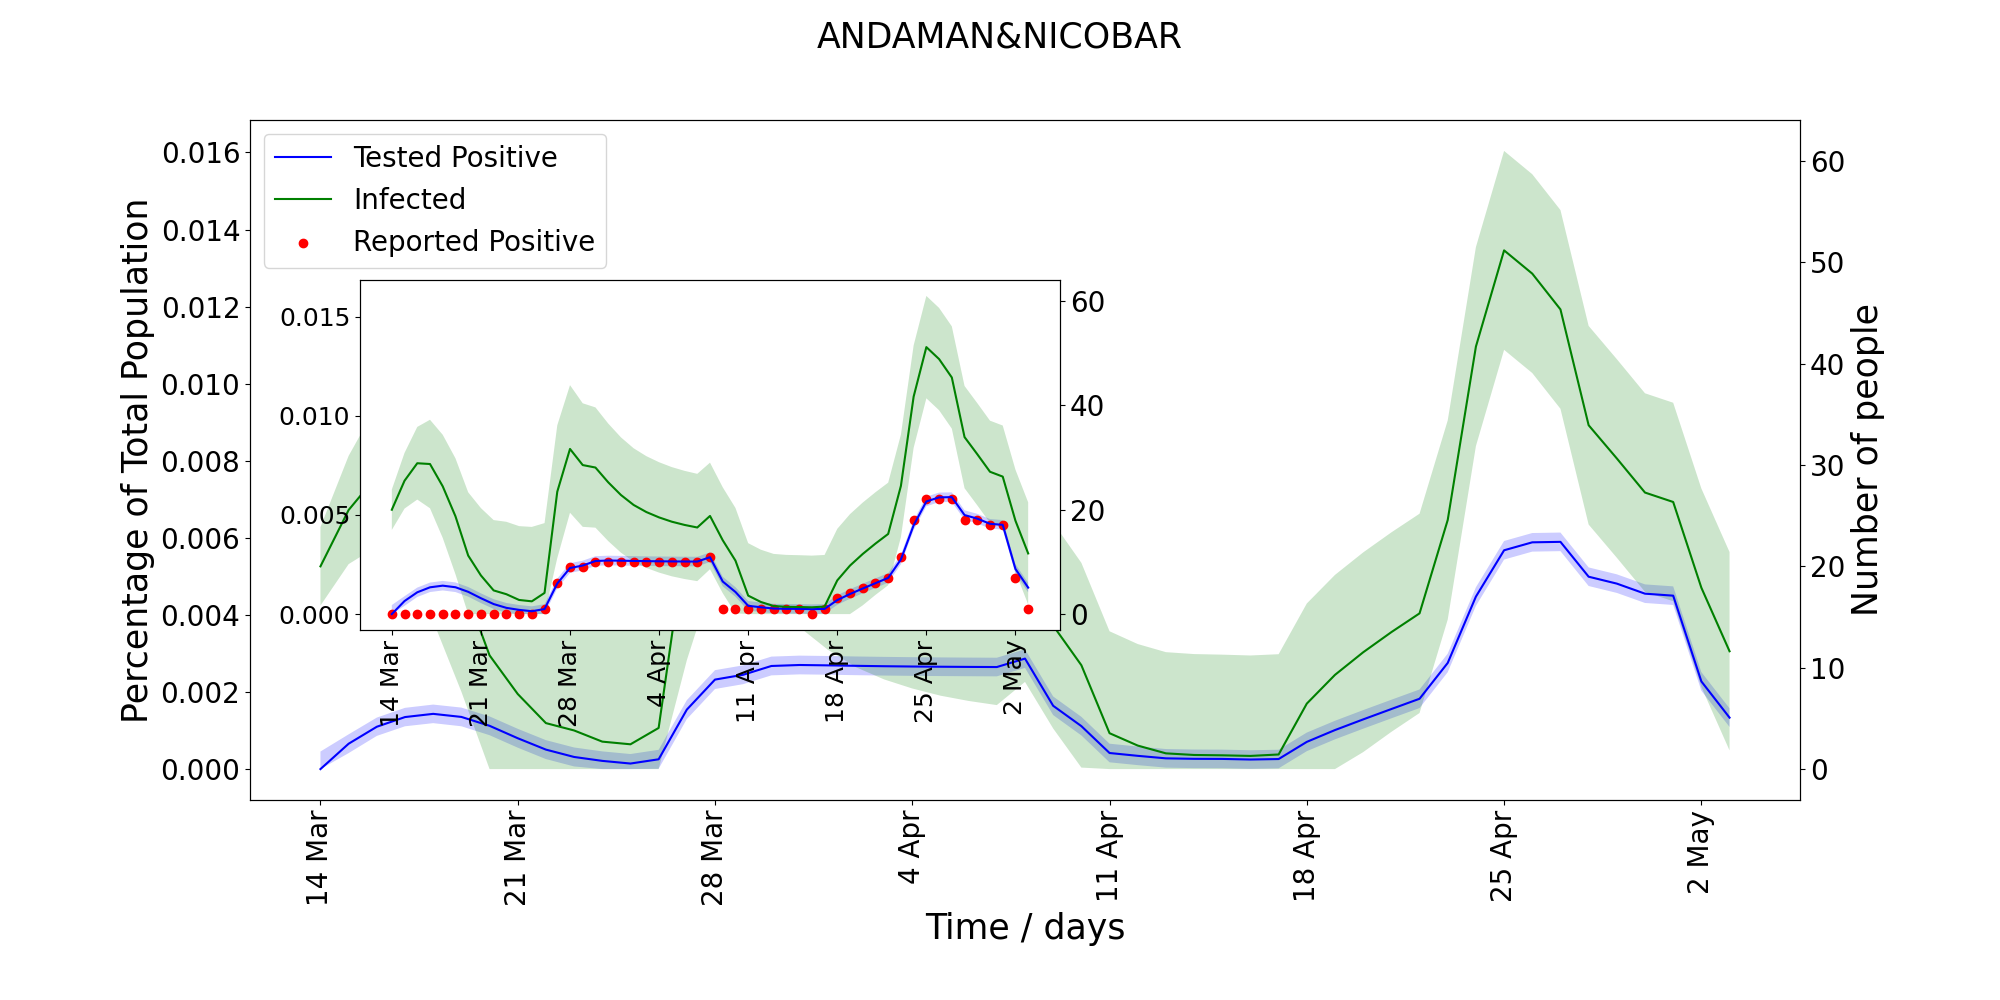 ANDAMAN&NICOBAR
Tested Positive
Infected
Reported Positive
Percentage of Total Population
0.016
0.014
0.012
0.010
0.008
0.006
0.004
0.002
0.000
0.015
0.010
0.005
0.000
60
40
20
0
14 Mar
21 Mar
28 Mar
4 Apr
11 Apr
18 Apr
25 Apr
2 May
60
50
40
30
20
10
0
Number of people
14 Mar
21 Mar
28 Mar
4 Apr
11 Apr
18 Apr
25 Apr
2 May
Time / days